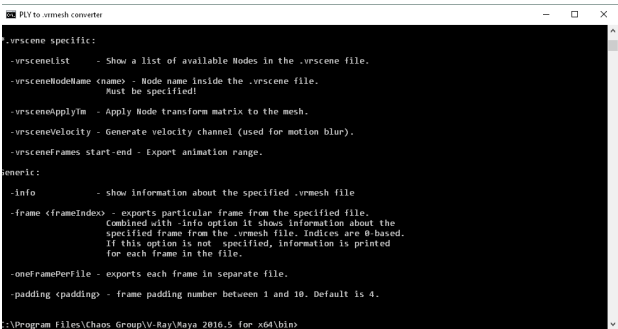 PLY to .vrmesh converter
*.vrscene specific:
-vrsceneList - Show a list of available Nodes in the .vrscene file.
-vrsceneNodeName <name> - Node name inside the .vrscene file.
Must be specified!
-vrsceneApplyTm - Apply Node transform matrix to the mesh.
-vrsceneVelocity - Generate velocity channel (used for motion blur).
-vrsceneFrames start-end - Export animation range.
Generic:
-info - show information about the specified .vrmesh file
-frame <frameIndex> - exports particular frame from the specified file.
Combined with -info option it shows information about the
specified frame from the .vrmesh file. Indices are 0-based.
If this option is not specified, information is printed
for each frame in the file.
-oneFramePerFile - exports each frame in separate file.
-padding <padding> - frame padding number between 1 and 10. Default is 4.
C:\Program Files\Chaos Group\V-Ray\Maya 2016.5 for x64\bin>